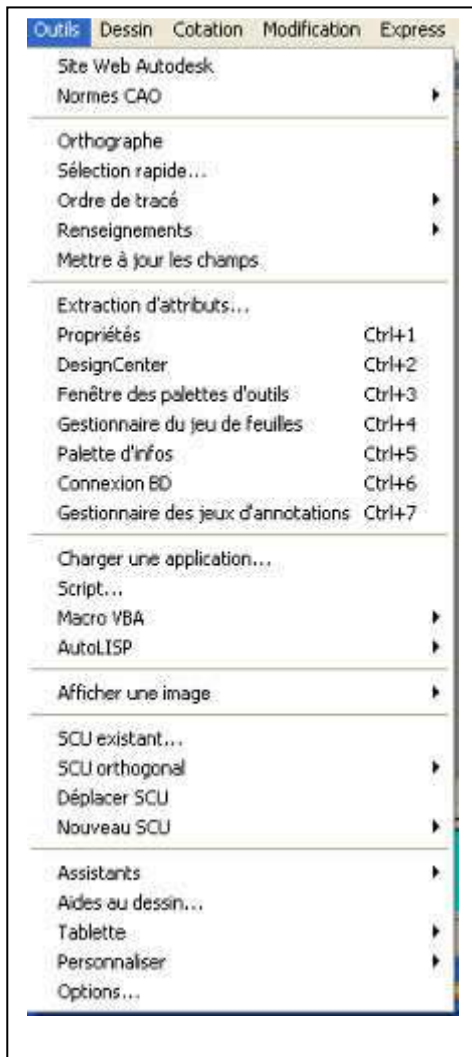 Outils Dessin Cotation Modification Express
Site Web Autodesk
Normes CAO
Orthographe
Sélection rapide...
Ordre de tracé
Renseignements
Mettre à jour les champs
Extraction d'attributs...
Propriétés Ctrl+1
DesignCenter Ctrl+2
Fenêtre des palettes d'outils Ctrl+3
Gestionnaire du jeu de feuilles Ctrl+4
Palette d'infos Ctrl+5
Connexion BD Ctrl+6
Gestionnaire des jeux d'annotations Ctrl+7
Charger une application...
Script...
Macro VBA
AutoLISP
Afficher une image
SCU existant...
SCU orthogonal
Déplacer SCU
Nouveau SCU
Assistants
Aides au dessin...
Tablette
Personnaliser
Options...